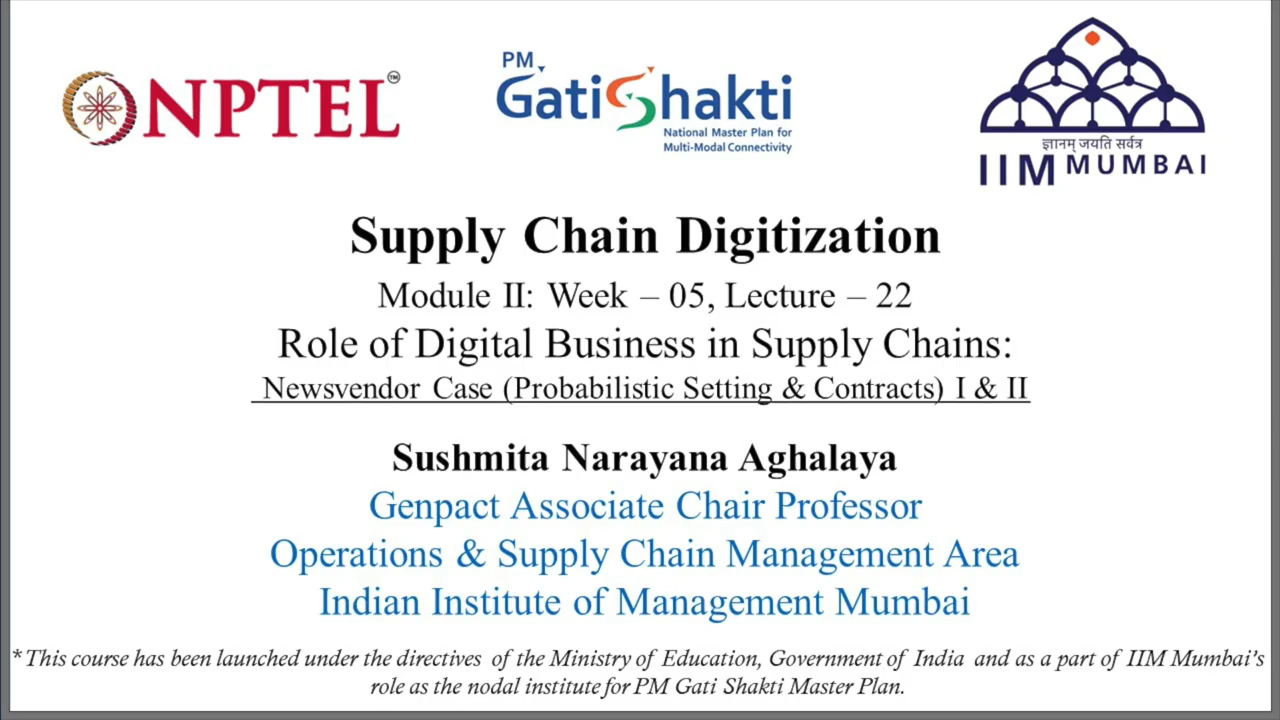 NPTEL™
PM
GatiShakti
National Master Plan for
Multi-Modal Connectivity
ज्ञानम् जयति सर्वत्र
IIM MUMBAI
Supply Chain Digitization
Module II: Week – 05, Lecture – 22
Role of Digital Business in Supply Chains:
Newsvendor Case (Probabilistic Setting & Contracts) I & II
Sushmita Narayana Aghalaya
Genpact Associate Chair Professor
Operations & Supply Chain Management Area
Indian Institute of Management Mumbai
*This course has been launched under the directives of the Ministry of Education, Government of India and as a part of IIM Mumbai's
role as the nodal institute for PM Gati Shakti Master Plan.